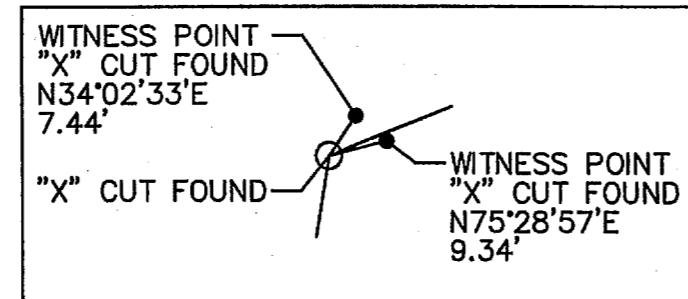 WITNESS POINT
"X" CUT FOUND
N34°02'33'E
7.44'
"X" CUT FOUND
WITNESS POINT
"X" CUT FOUND
N75°28'57'E
9.34'